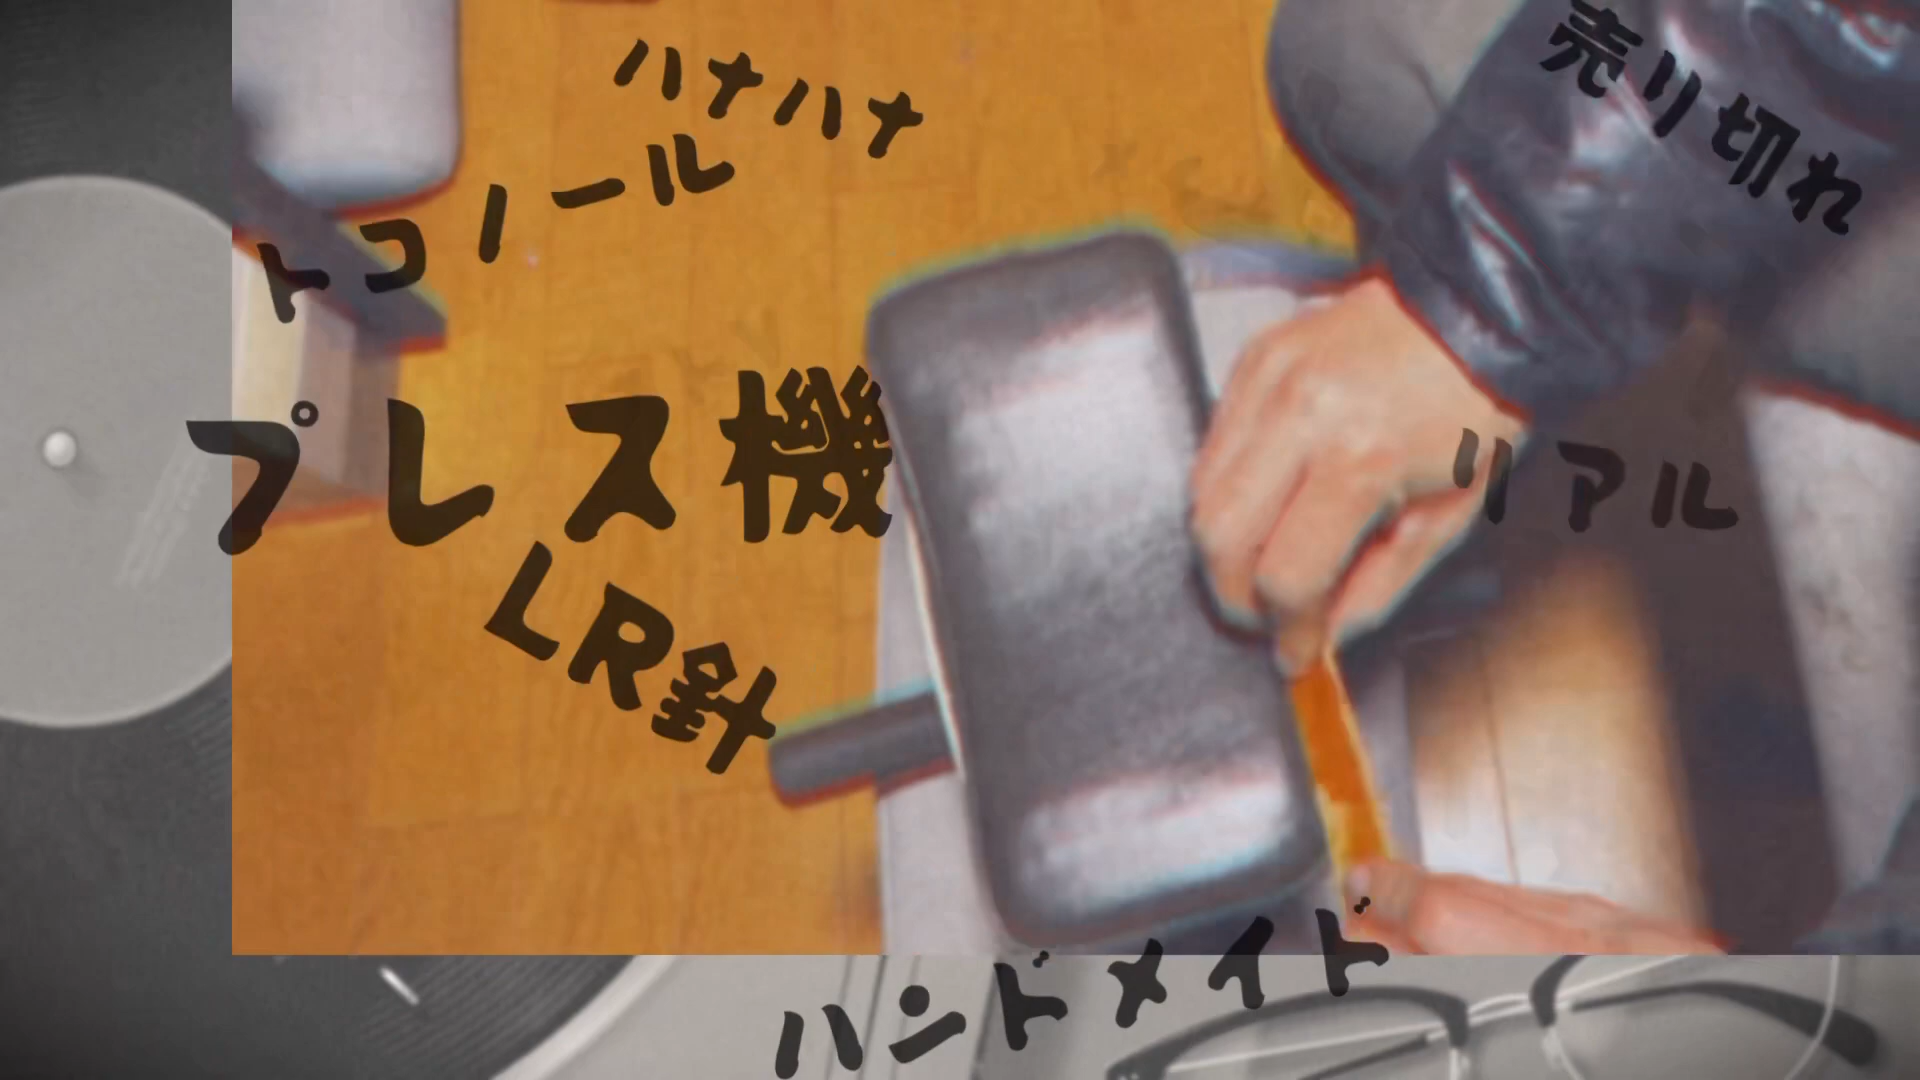 ハナハナ
売り切れ
トコノール
プレス機
リアル
LR針
ハンドメイド